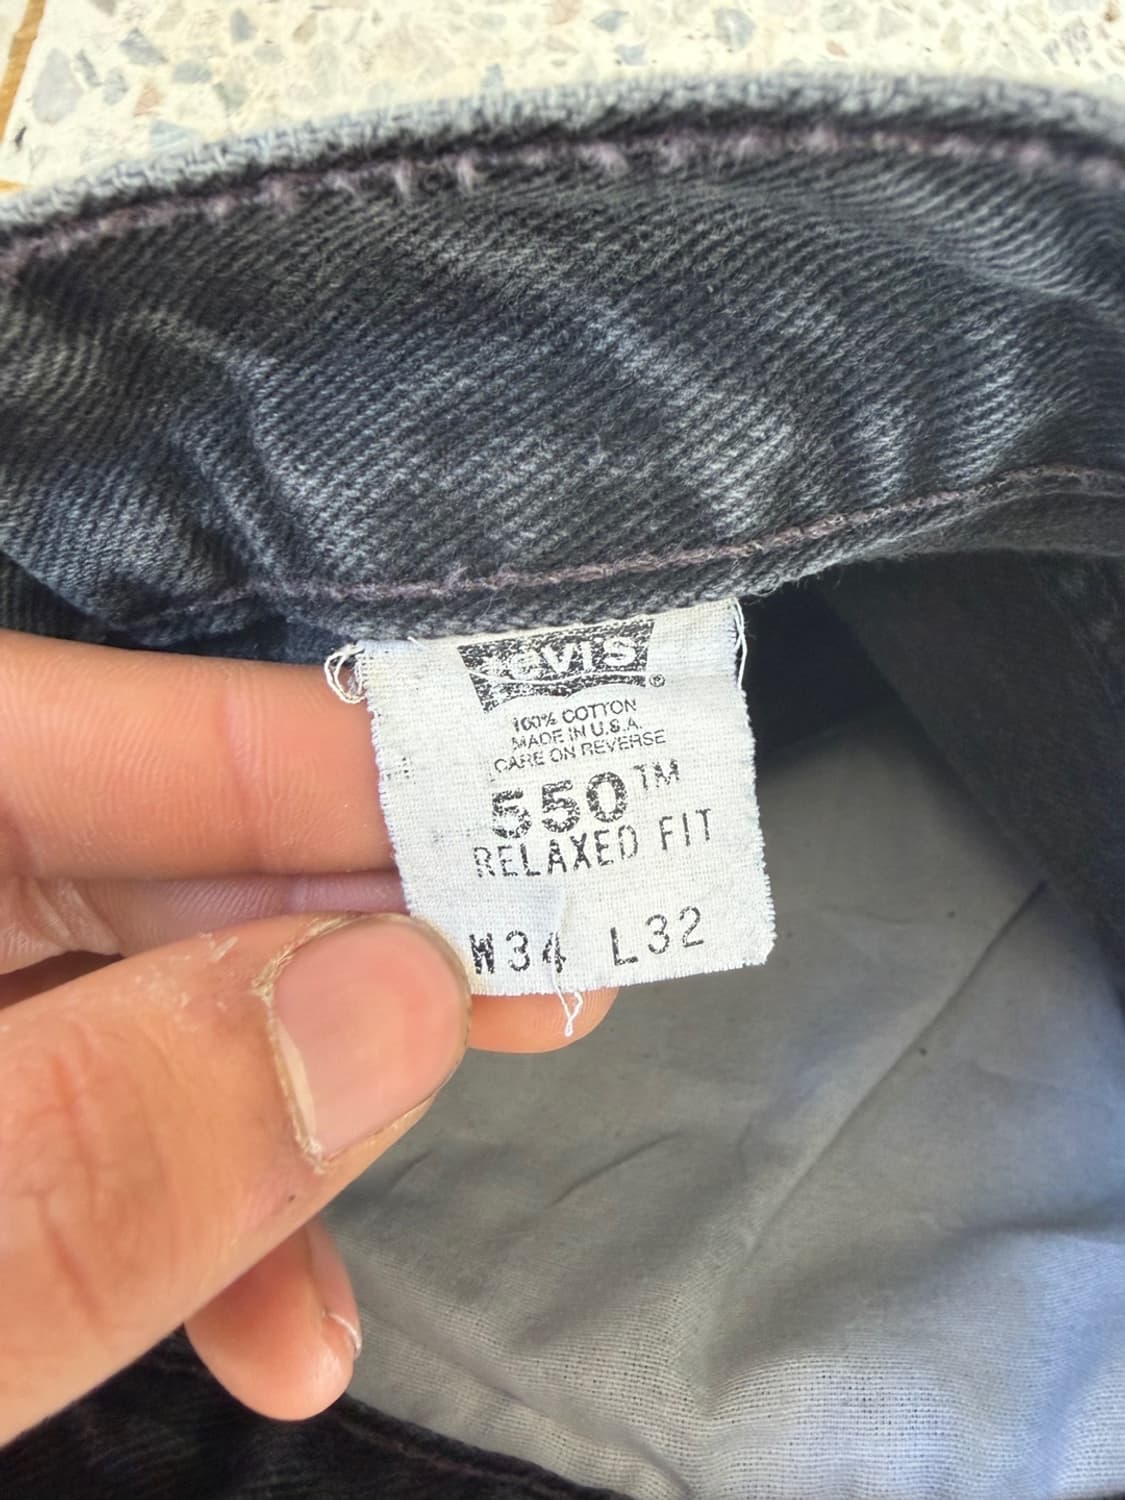 Levi's®
100% COTTON
MADE IN U.S.A.
CARE ON REVERSE
550™
RELAXED FIT
W34 L32